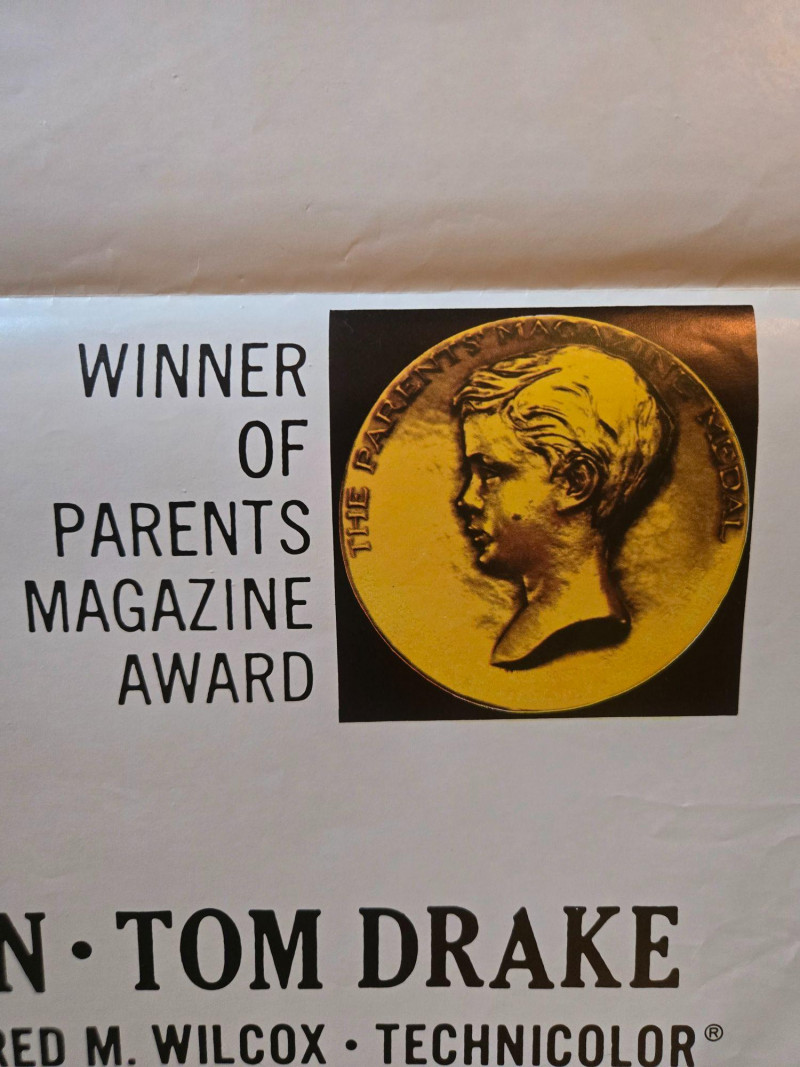 WINNER
OF
PARENTS
MAGAZINE
AWARD
THE PARENTS' MAGAZINE MEDAL
N · TOM DRAKE
RED M. WILCOX · TECHNICOLOR®